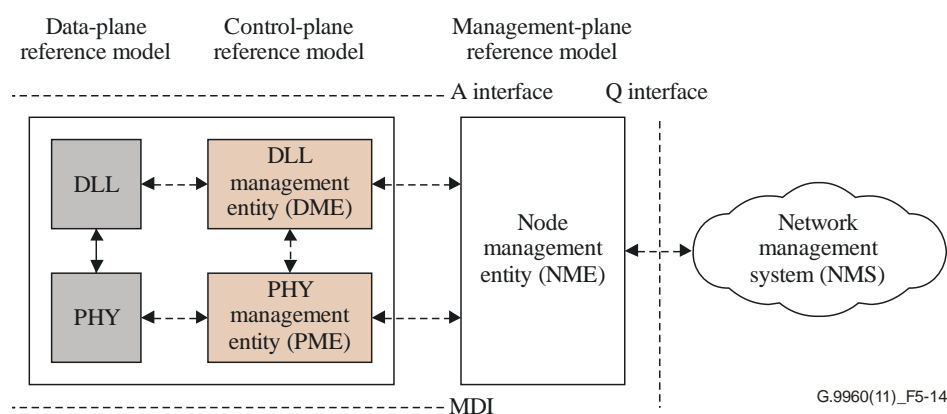 Data-plane
reference model
Control-plane
reference model
Management-plane
reference model
A interface
Q interface
DLL
DLL
management
entity (DME)
PHY
PHY
management
entity (PME)
Node
management
entity (NME)
Network
management
system (NMS)
MDI
G.9960(11)_F5-14